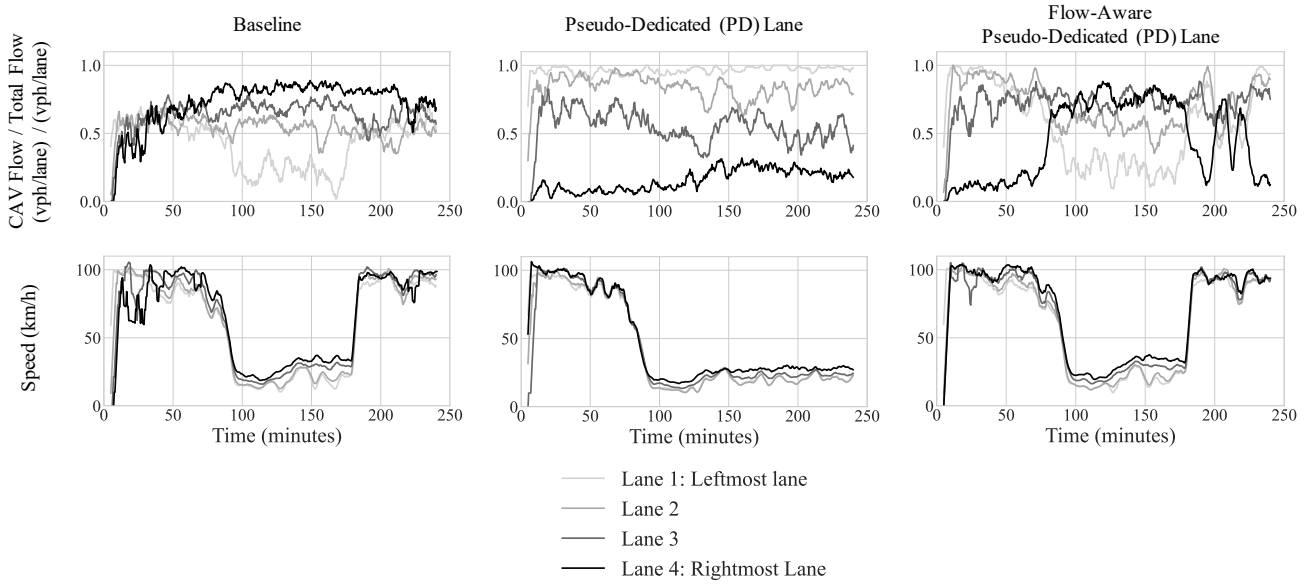 Baseline
Pseudo-Dedicated (PD) Lane
Flow-Aware
Pseudo-Dedicated (PD) Lane
CAV Flow / Total Flow
(vph/lane) / (vph/lane)
1.0
0.5
0.0
0 50 100 150 200 250
1.0
0.5
0.0
0 50 100 150 200 250
1.0
0.5
0.0
0 50 100 150 200 250
Speed (km/h)
100
50
0
0 50 100 150 200 250
Time (minutes)
100
50
0
0 50 100 150 200 250
Time (minutes)
100
50
0
0 50 100 150 200 250
Time (minutes)
Lane 1: Leftmost lane
Lane 2
Lane 3
Lane 4: Rightmost Lane